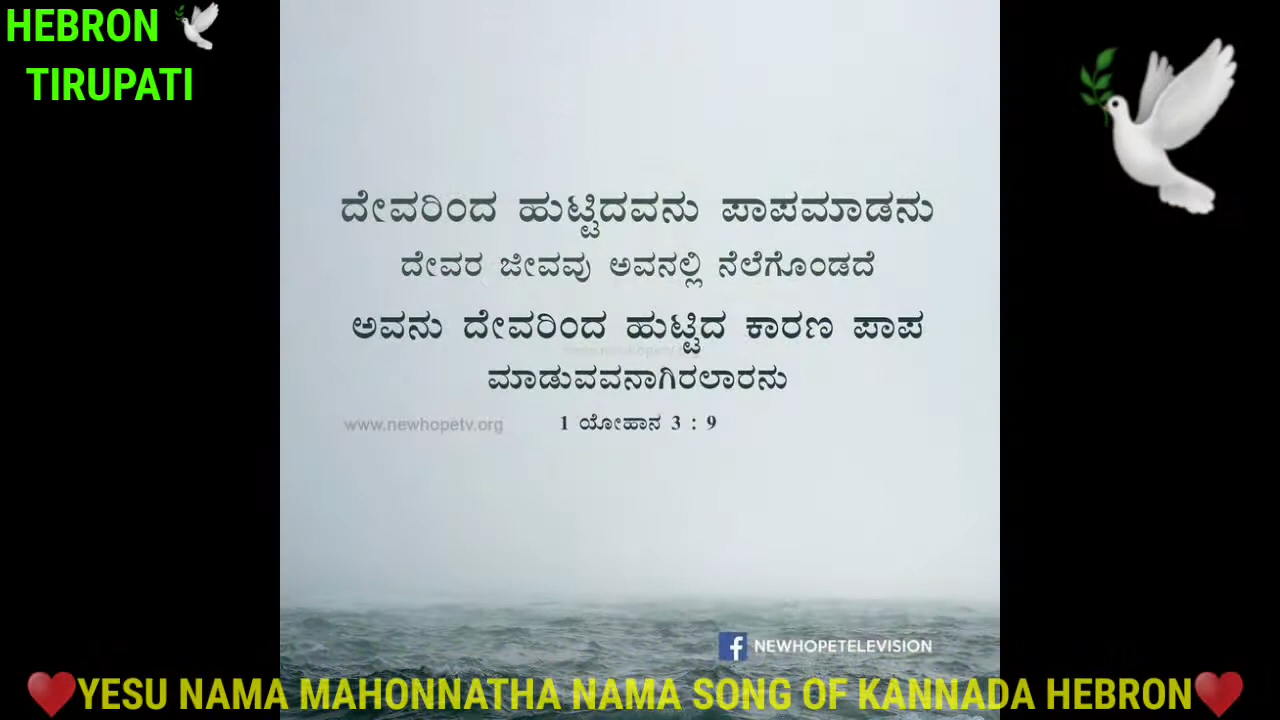 HEBRON
TIRUPATI
ದೇವರಿಂದ ಹುಟ್ಟಿದವನು ಪಾಪಮಾಡನು
ದೇವರ ಜೀವವು ಅವನಲ್ಲಿ ನೆಲೆಗೊಂಡದೆ
ಅವನು ದೇವರಿಂದ ಹುಟ್ಟಿದ ಕಾರಣ ಪಾಪ
ಮಾಡುವವನಾಗಿರಲಾರನು
www.newhopetv.org
1 ಯೋಹಾನ 3 : 9
NEWHOPETELEVISION
YESU NAMA MAHONNATHA NAMA SONG OF KANNADA HEBRON